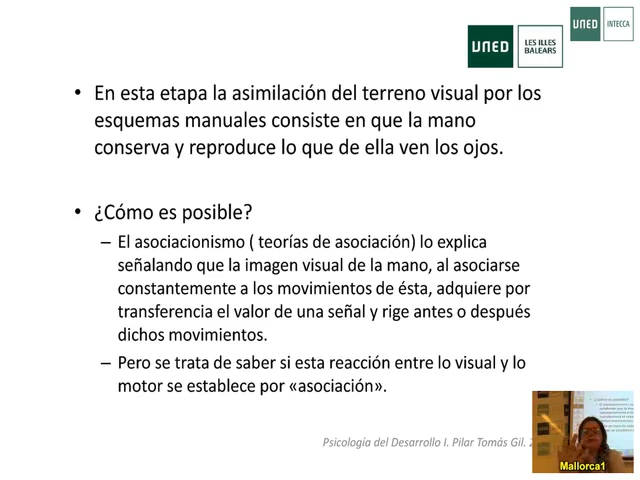 UNED
INTECCA
UNED
LES ILLES
BALEARS
• En esta etapa la asimilación del terreno visual por los
esquemas manuales consiste en que la mano
conserva y reproduce lo que de ella ven los ojos.
• ¿Cómo es posible?
– El asociacionismo ( teorías de asociación) lo explica
señalando que la imagen visual de la mano, al asociarse
constantemente a los movimientos de ésta, adquiere por
transferencia el valor de una señal y rige antes o después
dichos movimientos.
– Pero se trata de saber si esta reacción entre lo visual y lo
motor se establece por «asociación».
Psicología del Desarrollo I. Pilar Tomás Gil.
Mallorca1